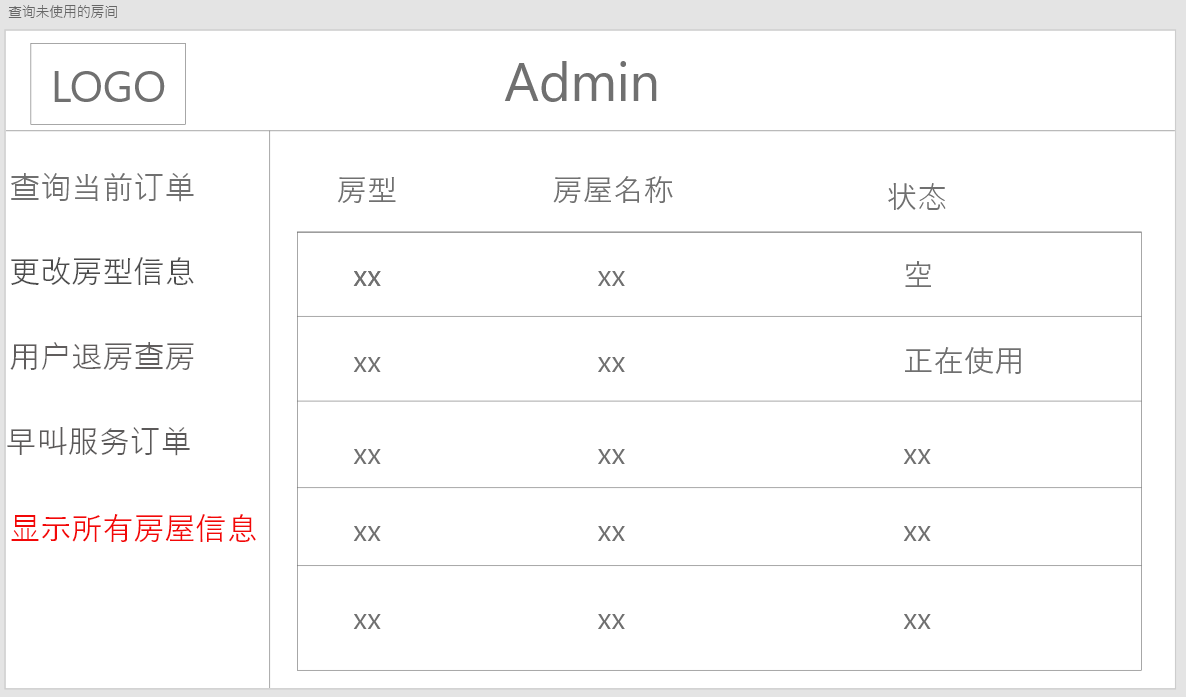 查询未使用的房间
LOGO
Admin
查询当前订单
更改房型信息
用户退房查房
早叫服务订单
显示所有房屋信息
房型 房屋名称 状态
xx xx 空
xx xx 正在使用
xx xx xx
xx xx xx
xx xx xx